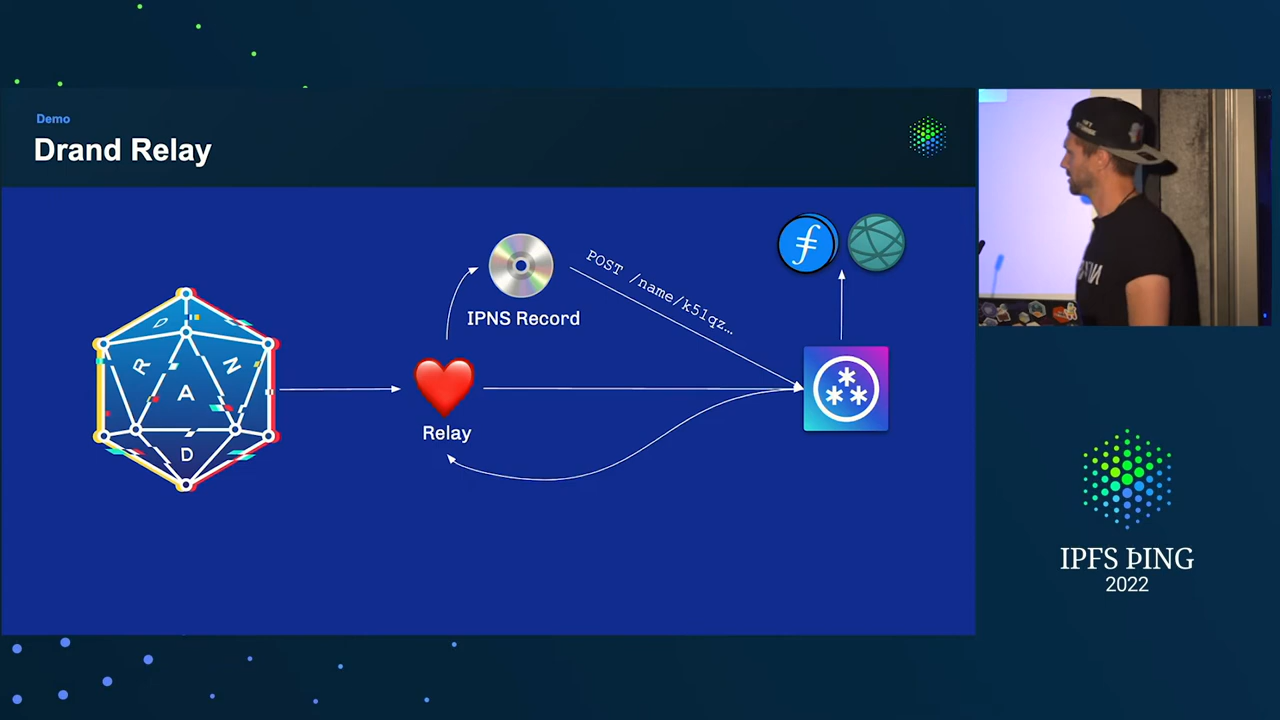 Demo
Drand Relay
POST /name/k51qz…
IPNS Record
D
R
N
A
D
Relay
IPFS ÞING
2022